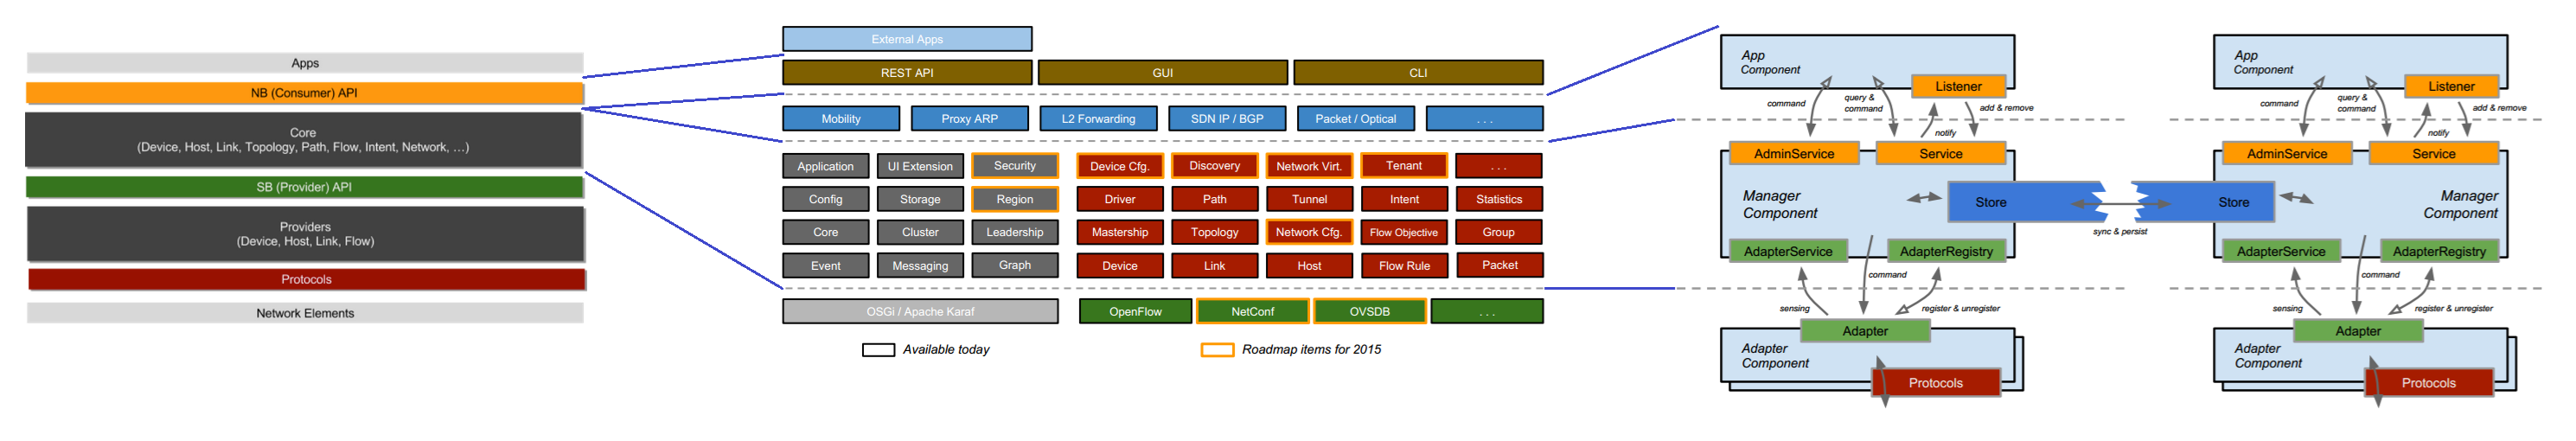 Apps
NB (Consumer) API
Core
(Device, Host, Link, Topology, Path, Flow, Intent, Network, …)
SB (Provider) API
Providers
(Device, Host, Link, Flow)
Protocols
Network Elements
External Apps
REST API
GUI
CLI
Mobility
Proxy ARP
L2 Forwarding
SDN IP / BGP
Packet / Optical
. . .
Application
UI Extension
Security
Device Cfg.
Discovery
Network Virt.
Tenant
. . .
Config
Storage
Region
Driver
Path
Tunnel
Intent
Statistics
Core
Cluster
Leadership
Mastership
Topology
Network Cfg.
Flow Objective
Group
Event
Messaging
Graph
Device
Link
Host
Flow Rule
Packet
OSGi / Apache Karaf
OpenFlow
NetConf
OVSDB
. . .
Available today
Roadmap items for 2015
App
Component
Listener
command
query &
command
add & remove
notify
AdminService
Service
Manager
Component
Store
sync & persist
AdapterService
AdapterRegistry
command
sensing
register & unregister
Adapter
Adapter
Component
Protocols
App
Component
Listener
command
query &
command
add & remove
notify
AdminService
Service
Store
Manager
Component
AdapterService
AdapterRegistry
command
sensing
register & unregister
Adapter
Adapter
Component
Protocols